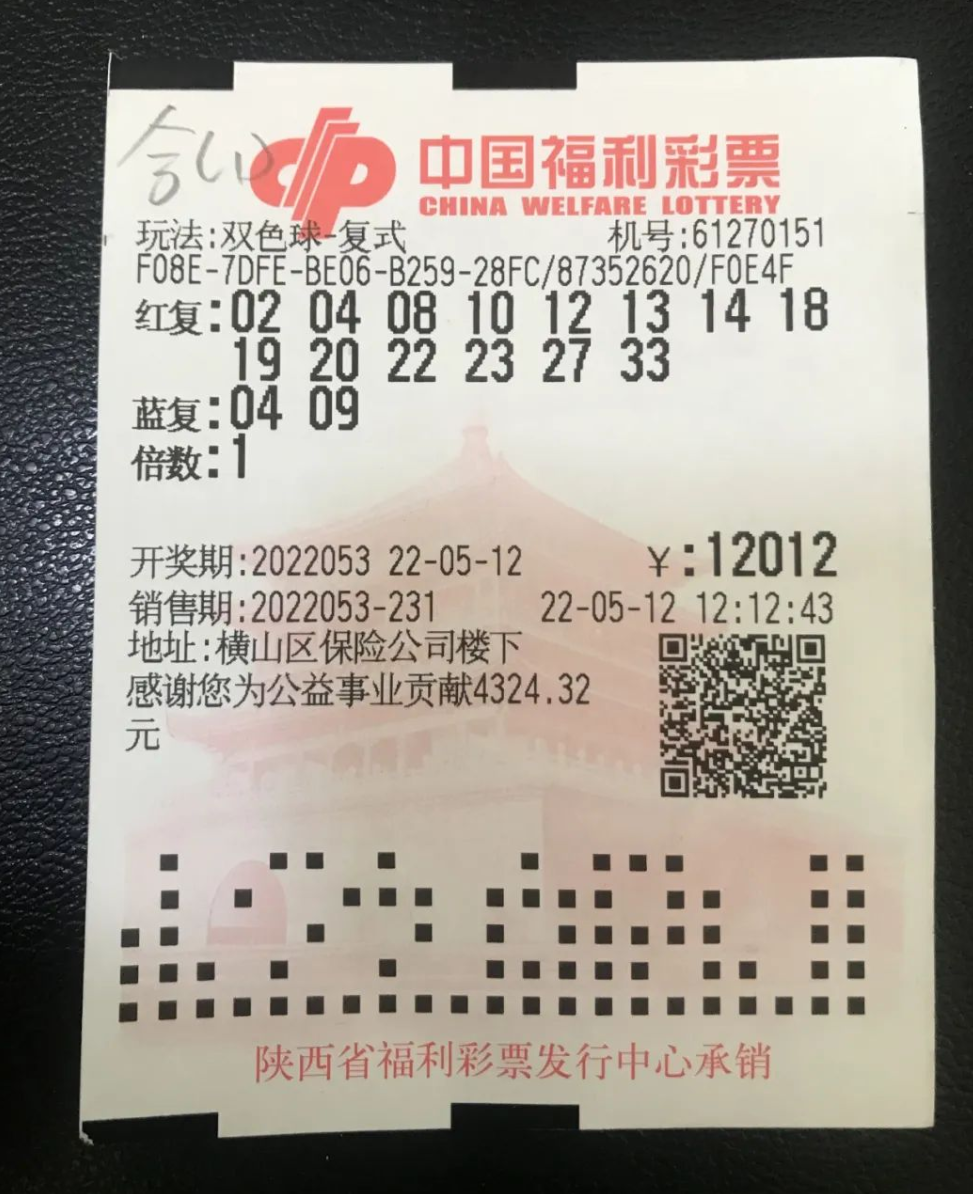 合(1)
中国福利彩票
CHINA WELFARE LOTTERY
玩法:双色球-复式 机号:61270151
F08E-7DFE-BE06-B259-28FC/87352620/F0E4F
红复:02 04 08 10 12 13 14 18
19 20 22 23 27 33
蓝复:04 09
倍数:1
开奖期:2022053 22-05-12 ¥:12012
销售期:2022053-231 22-05-12 12:12:43
地址:横山区保险公司楼下
感谢您为公益事业贡献4324.32
元
陕西省福利彩票发行中心承销